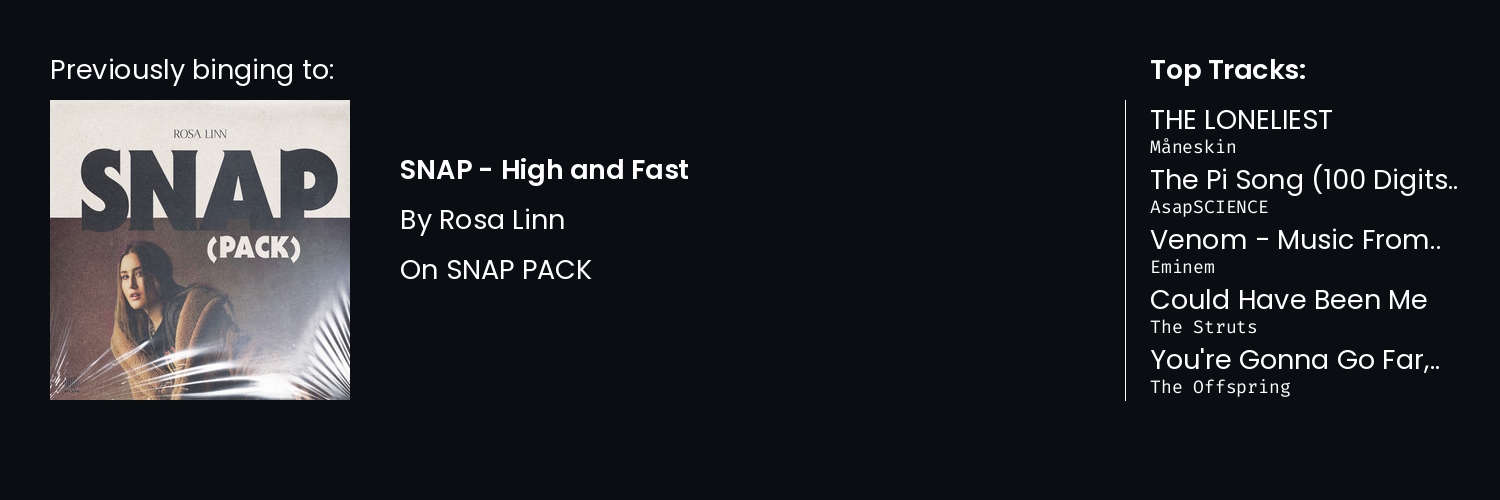 Previously binging to:
ROSA LINN
SNAP
(PACK)
SNAP - High and Fast
By Rosa Linn
On SNAP PACK
Top Tracks:
THE LONELIEST
Måneskin
The Pi Song (100 Digits..
AsapSCIENCE
Venom - Music From..
Eminem
Could Have Been Me
The Struts
You're Gonna Go Far,..
The Offspring